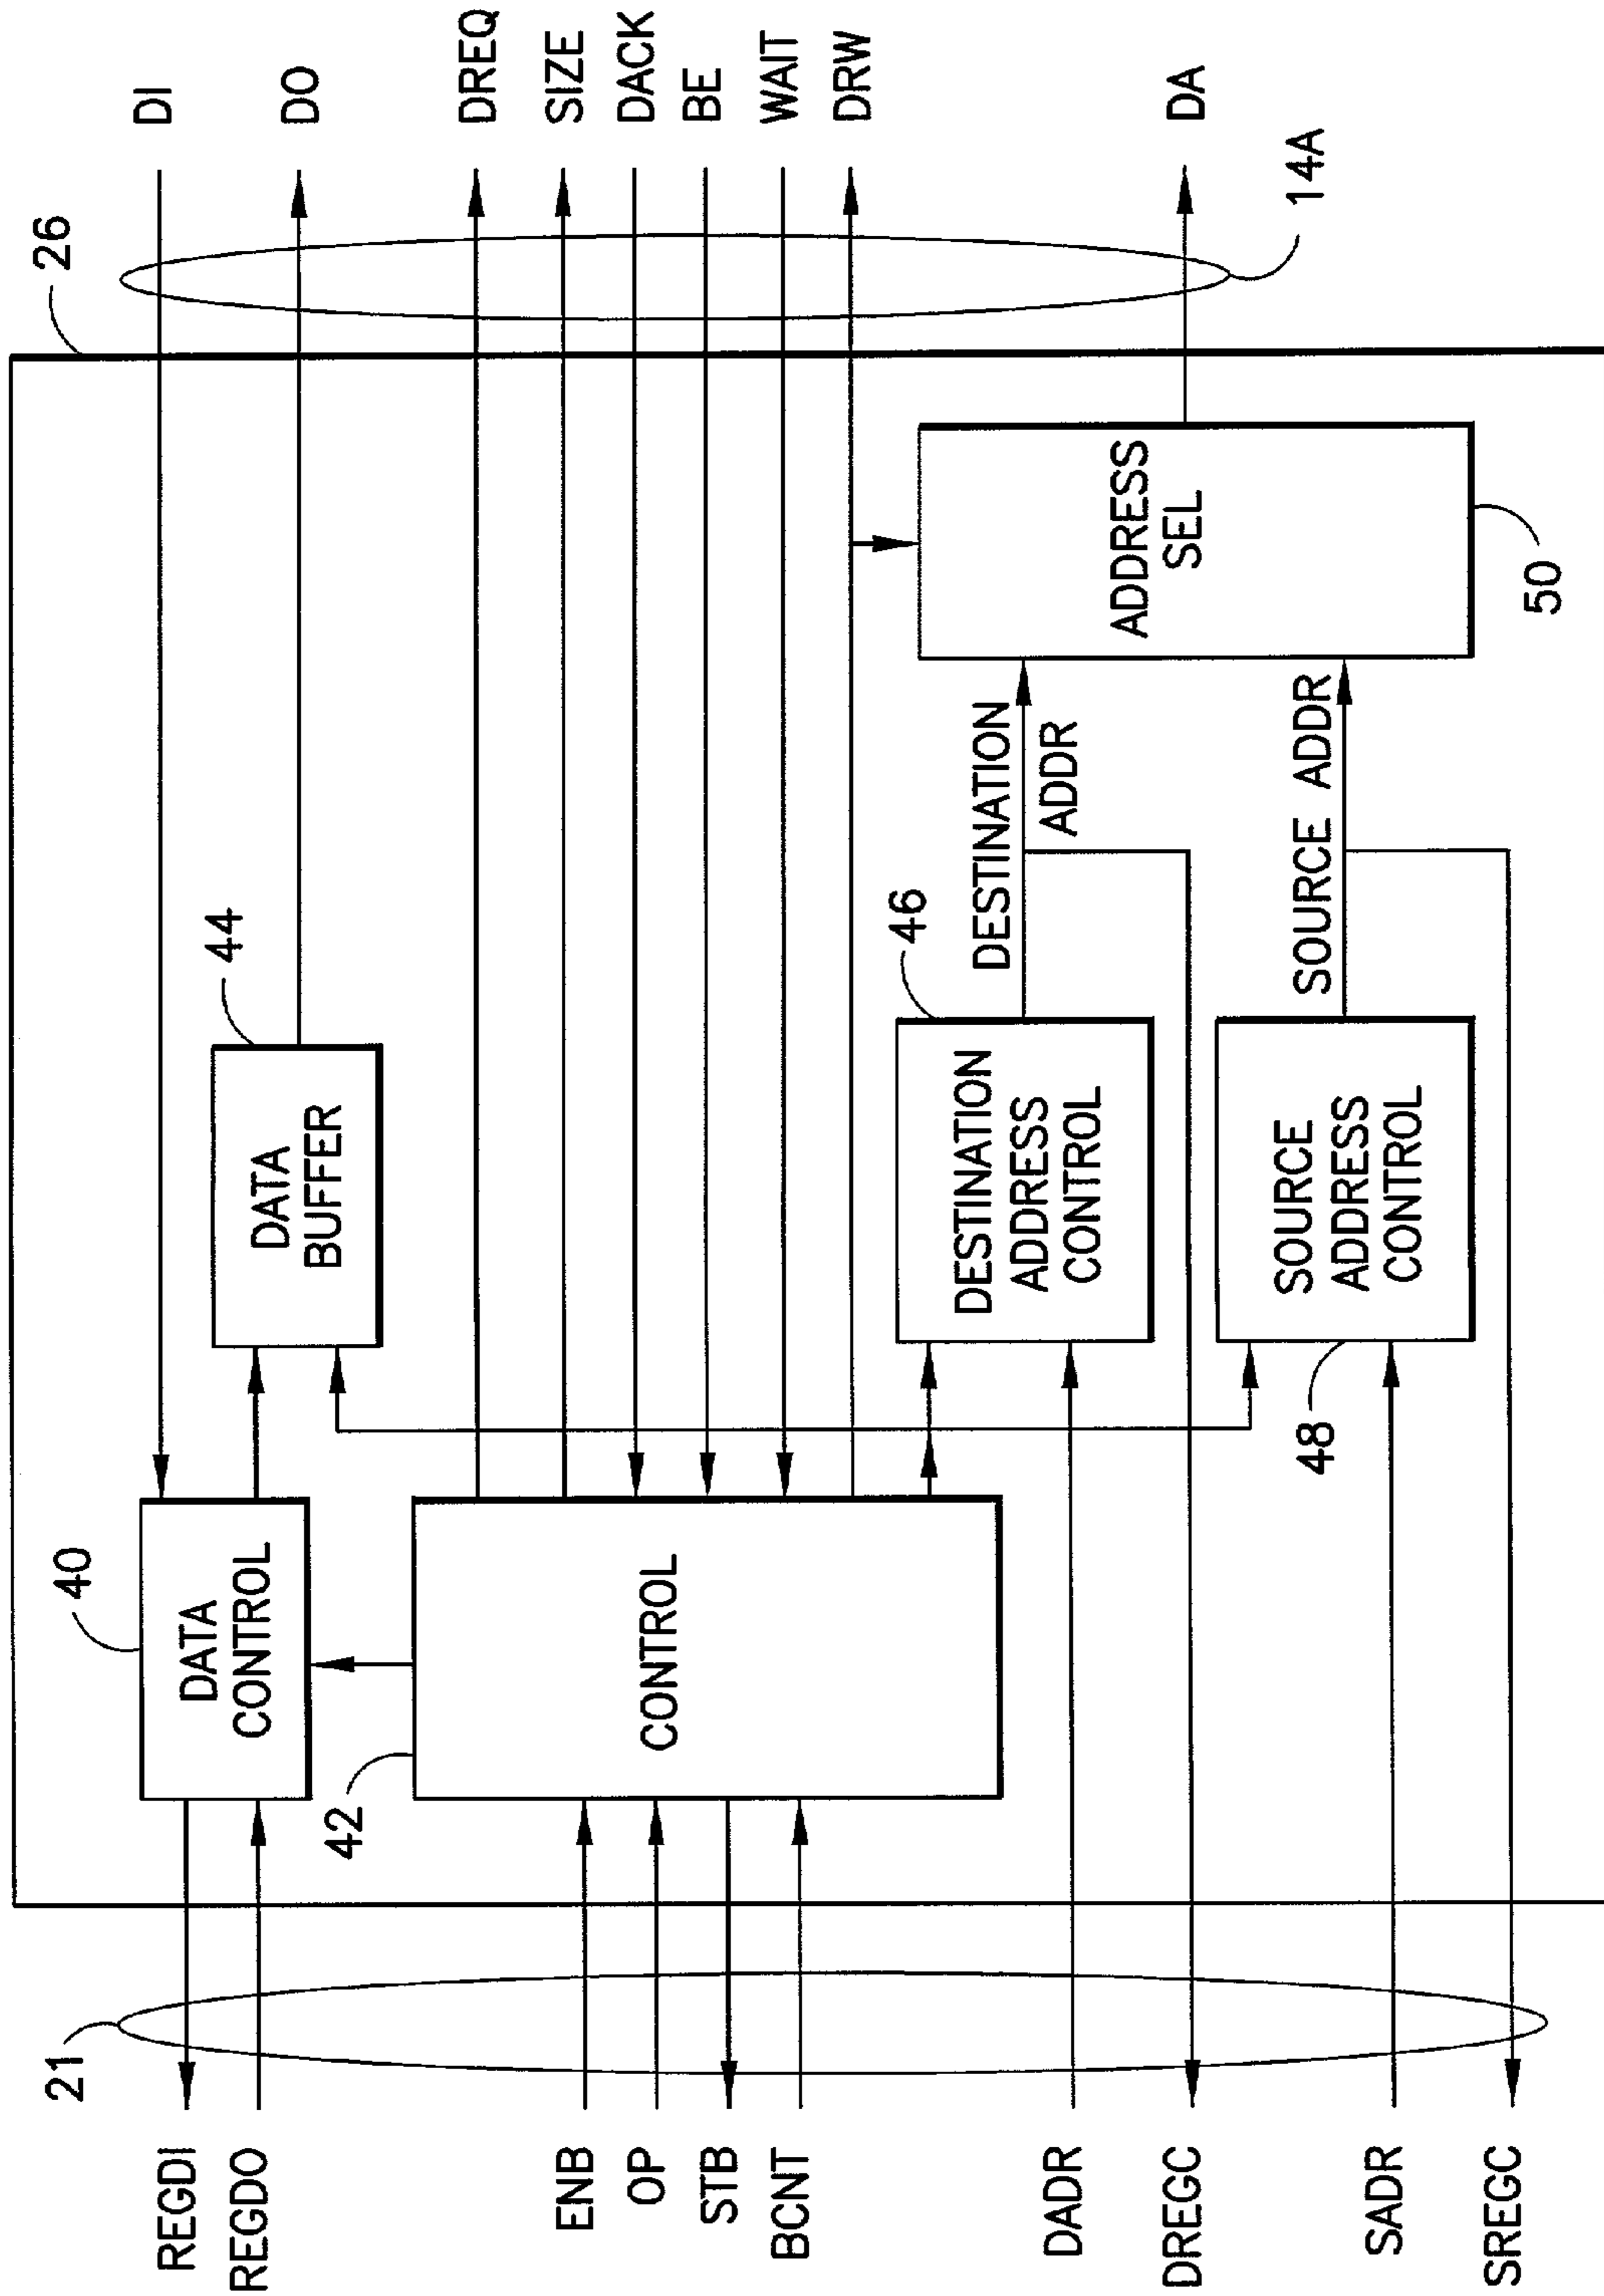 26
DI
DO
DREQ
SIZE
DACK
BE
WAIT
DRW
DA
14A
21
REGDI
REGDO
ENB
OP
STB
BCNT
DADR
DREGC
SADR
SREGC
40
DATA
CONTROL
42
CONTROL
44
DATA
BUFFER
46
DESTINATION
ADDRESS
CONTROL
DESTINATION
ADDR
48
SOURCE
ADDRESS
CONTROL
SOURCE ADDR
ADDRESS
SEL
50